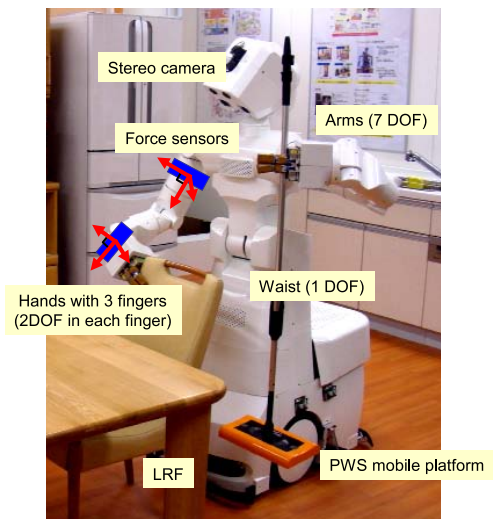 Stereo camera
Arms (7 DOF)
Force sensors
Waist (1 DOF)
Hands with 3 fingers
(2DOF in each finger)
LRF
PWS mobile platform